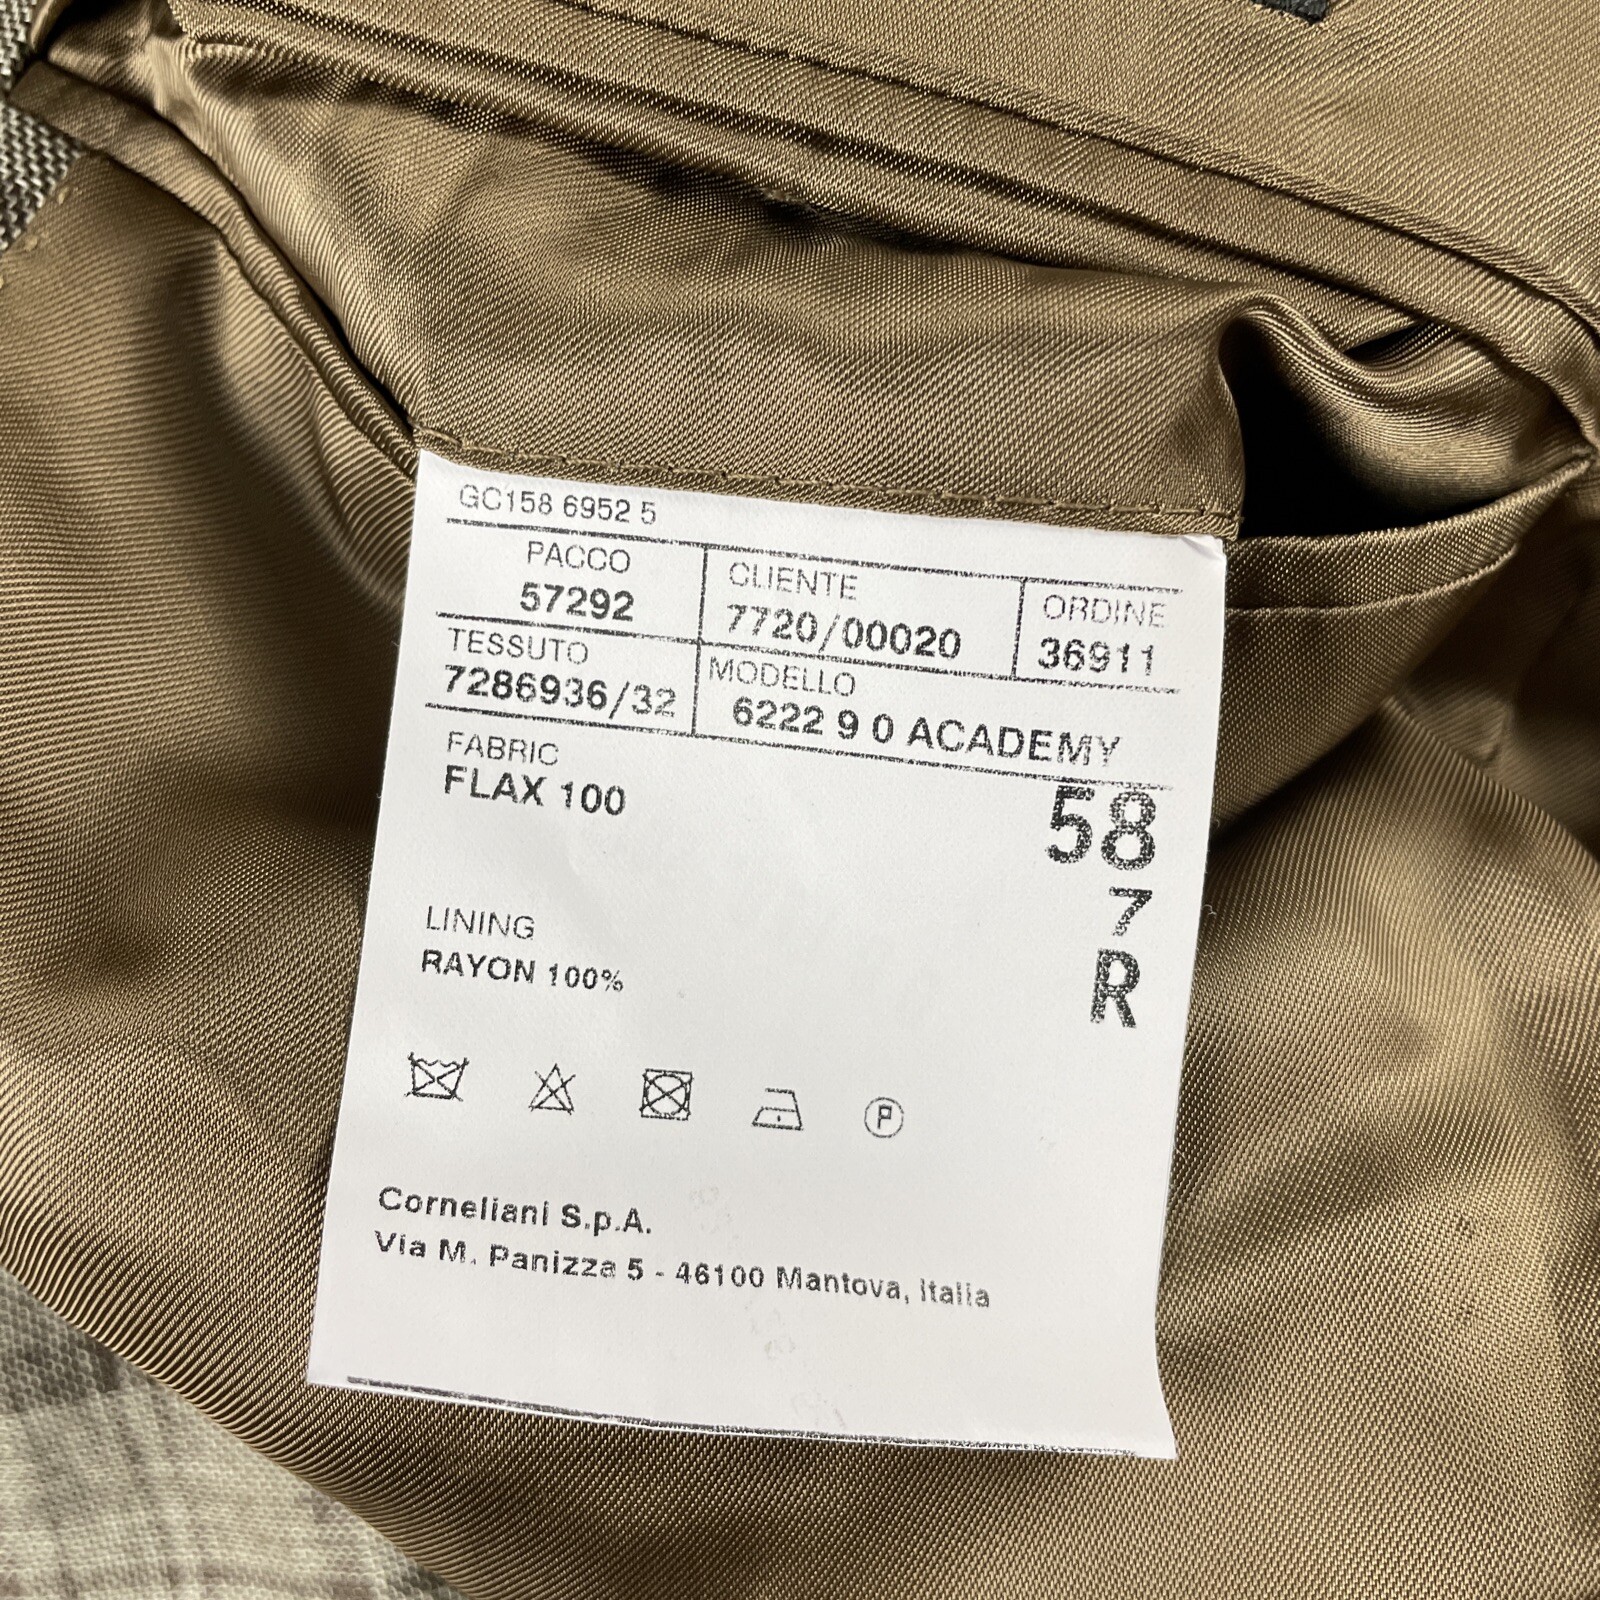 GC158 6952 5
PACCO CLIENTE ORDINE
57292 7720/00020 36911
TESSUTO MODELLO
7286936/32 6222 9 0 ACADEMY
FABRIC
FLAX 100
58
7
R
LINING
RAYON 100%
P
Corneliani S.p.A.
Via M. Panizza 5 - 46100 Mantova, Italia